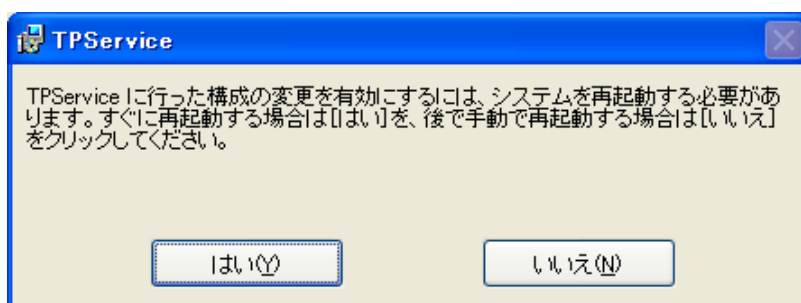 TPService
TPService に行った構成の変更を有効にするには、システムを再起動する必要があ
ります。すぐに再起動する場合は[はい]を、後で手動で再起動する場合は[いいえ]
をクリックしてください。
はい(Y) いいえ(N)